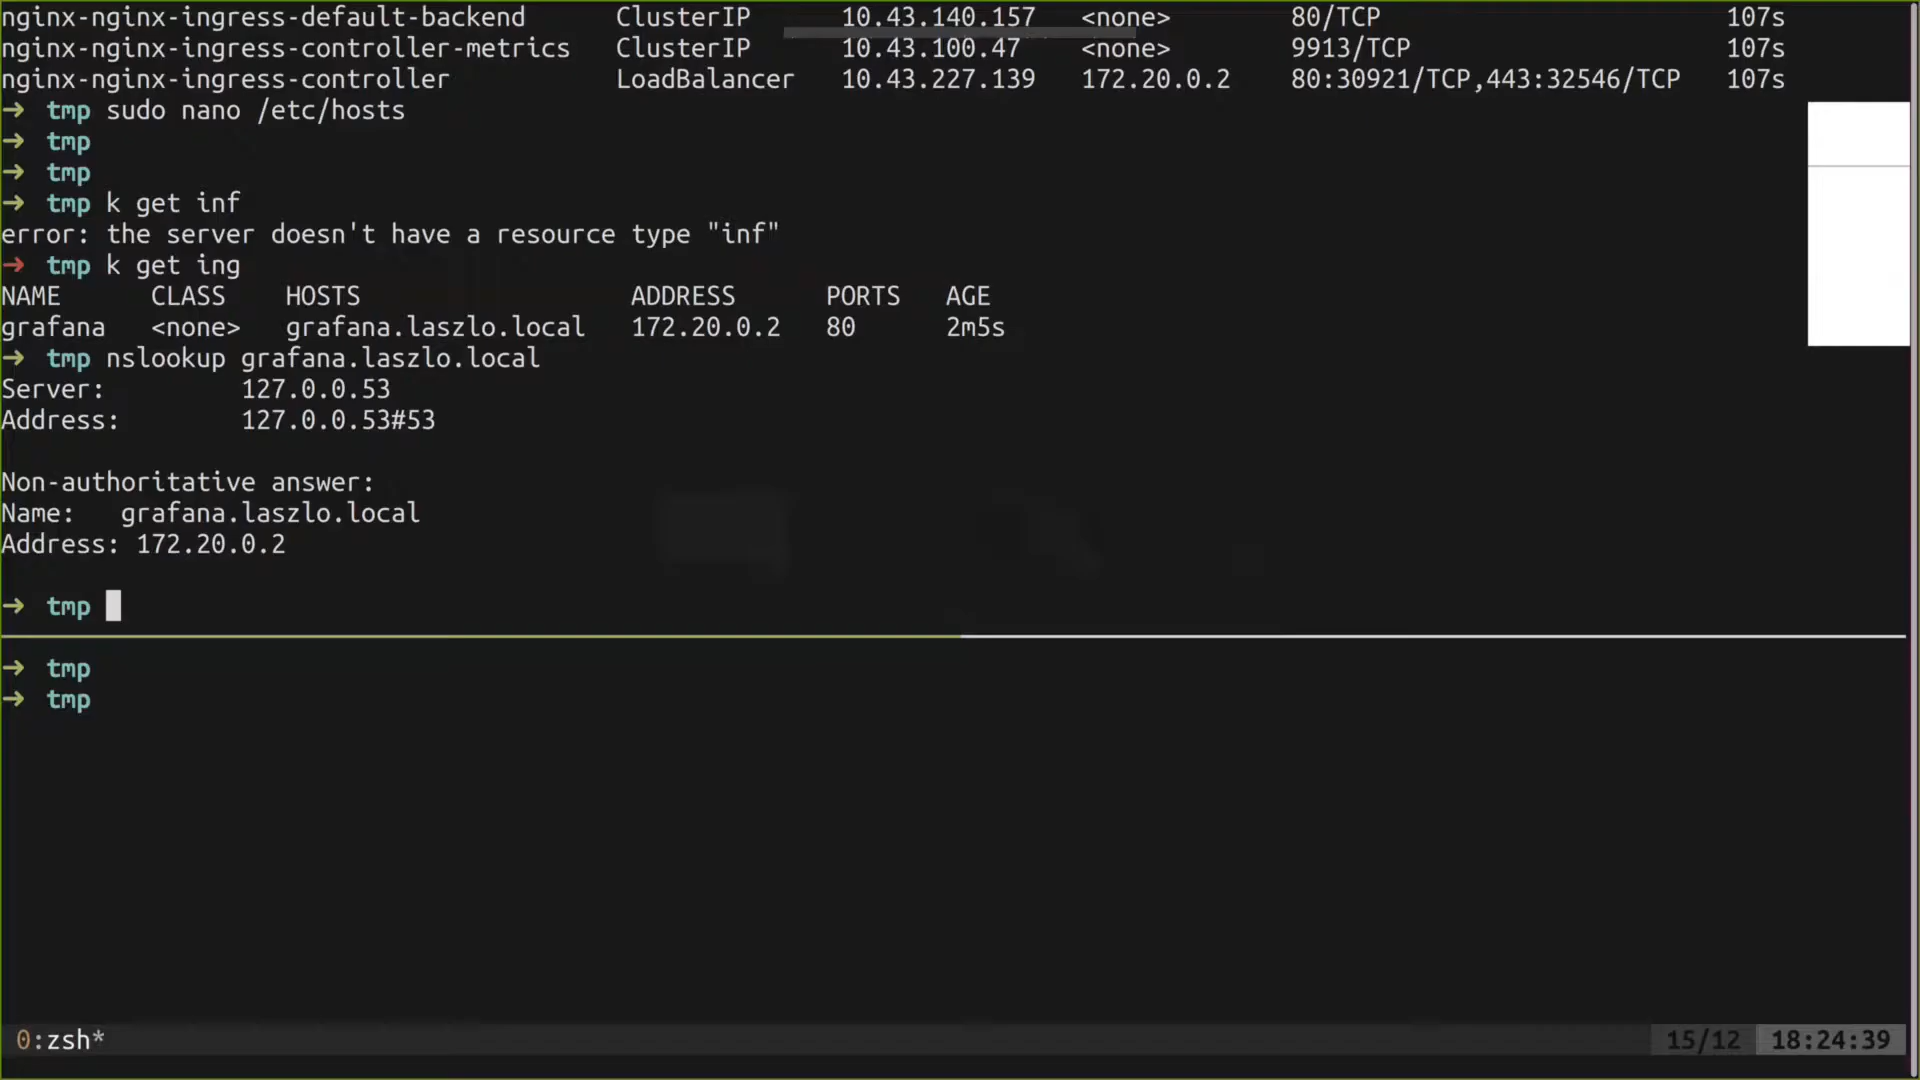 nginx-nginx-ingress-default-backend      ClusterIP      10.43.140.157   <none>        80/TCP                       107s
nginx-nginx-ingress-controller-metrics   ClusterIP      10.43.100.47    <none>        9913/TCP                     107s
nginx-nginx-ingress-controller           LoadBalancer   10.43.227.139   172.20.0.2    80:30921/TCP,443:32546/TCP   107s
→  tmp sudo nano /etc/hosts
→  tmp
→  tmp
→  tmp k get inf
error: the server doesn't have a resource type "inf"
→  tmp k get ing
NAME      CLASS    HOSTS                  ADDRESS      PORTS   AGE
grafana   <none>   grafana.laszlo.local   172.20.0.2   80      2m5s
→  tmp nslookup grafana.laszlo.local
Server:         127.0.0.53
Address:        127.0.0.53#53

Non-authoritative answer:
Name:   grafana.laszlo.local
Address: 172.20.0.2

→  tmp
→  tmp
→  tmp
0:zsh* 15/12 18:24:39